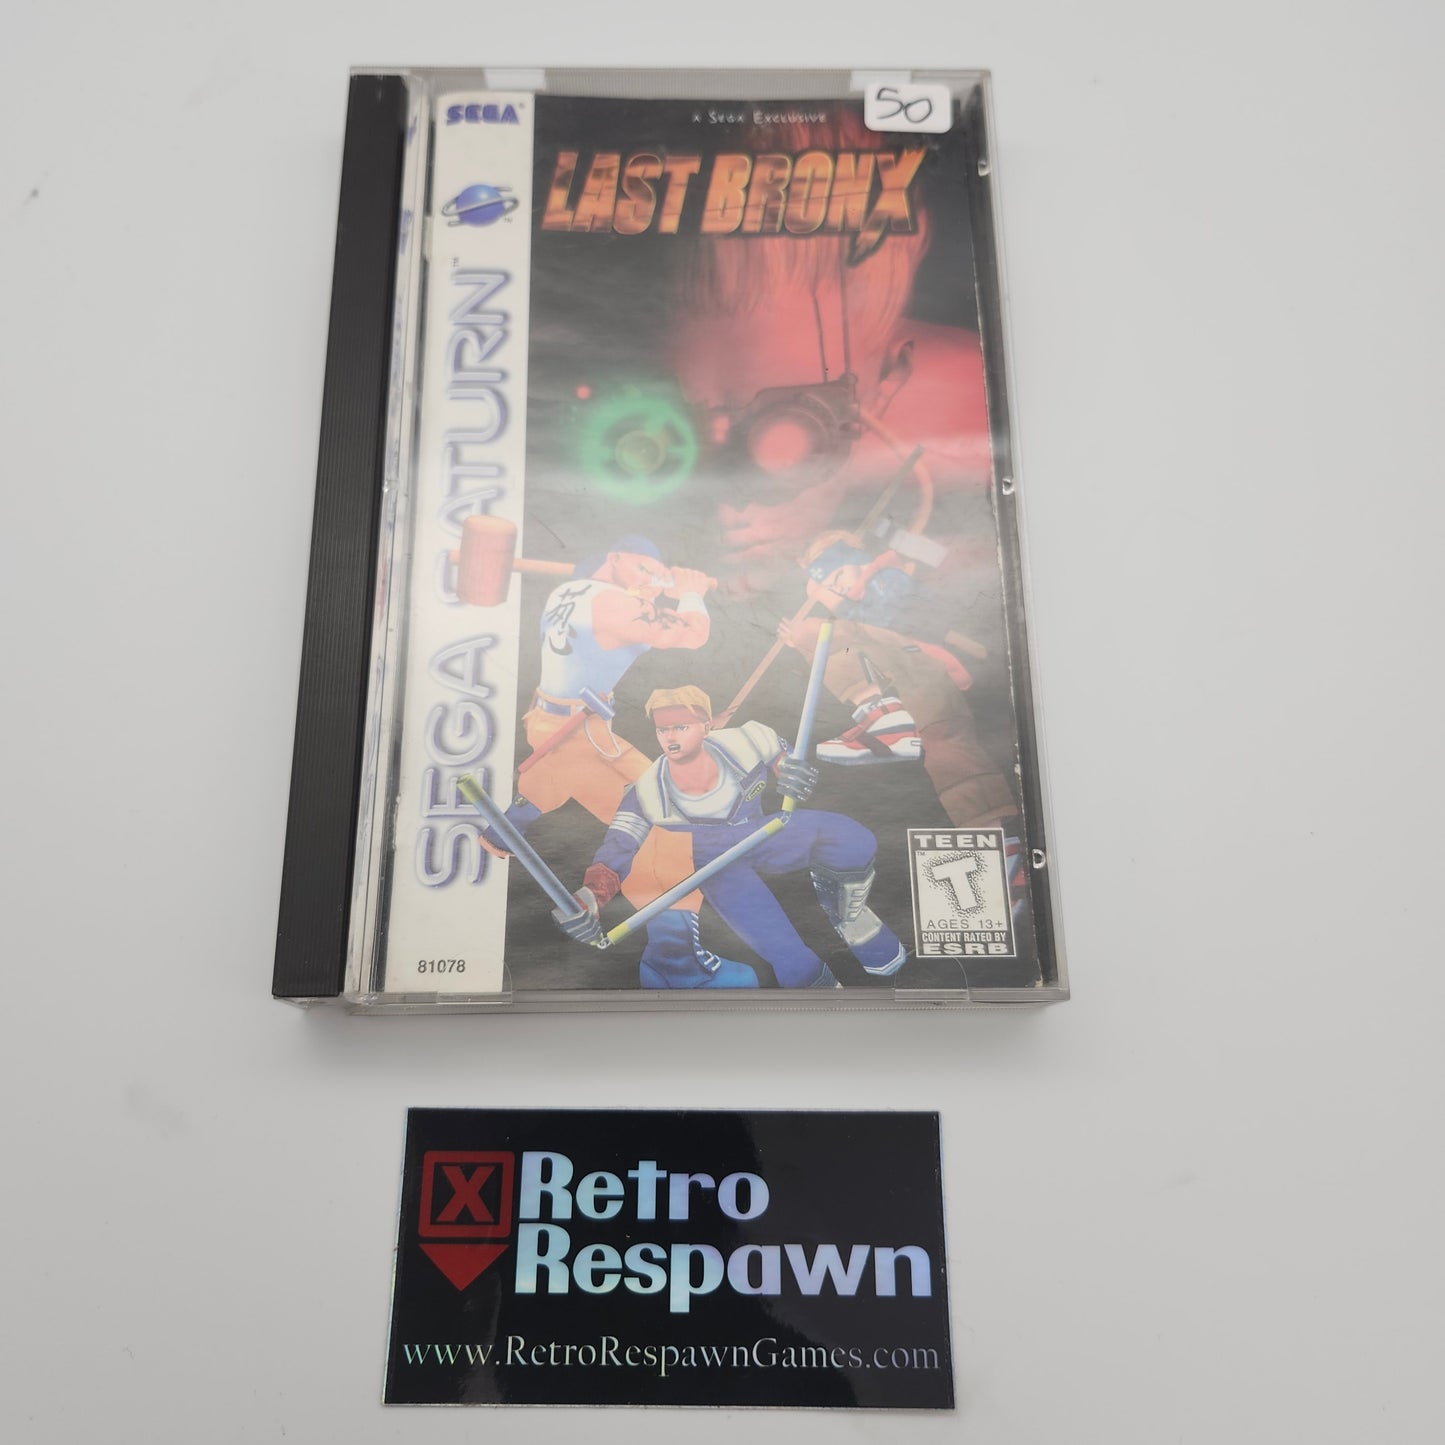 SEGA
x Sega Exclusive
50
LAST BRONX
SEGA SATURN™
TEEN
T
AGES 13+
CONTENT RATED BY
ESRB
81078
X
Retro
Respawn
www.RetroRespawnGames.com